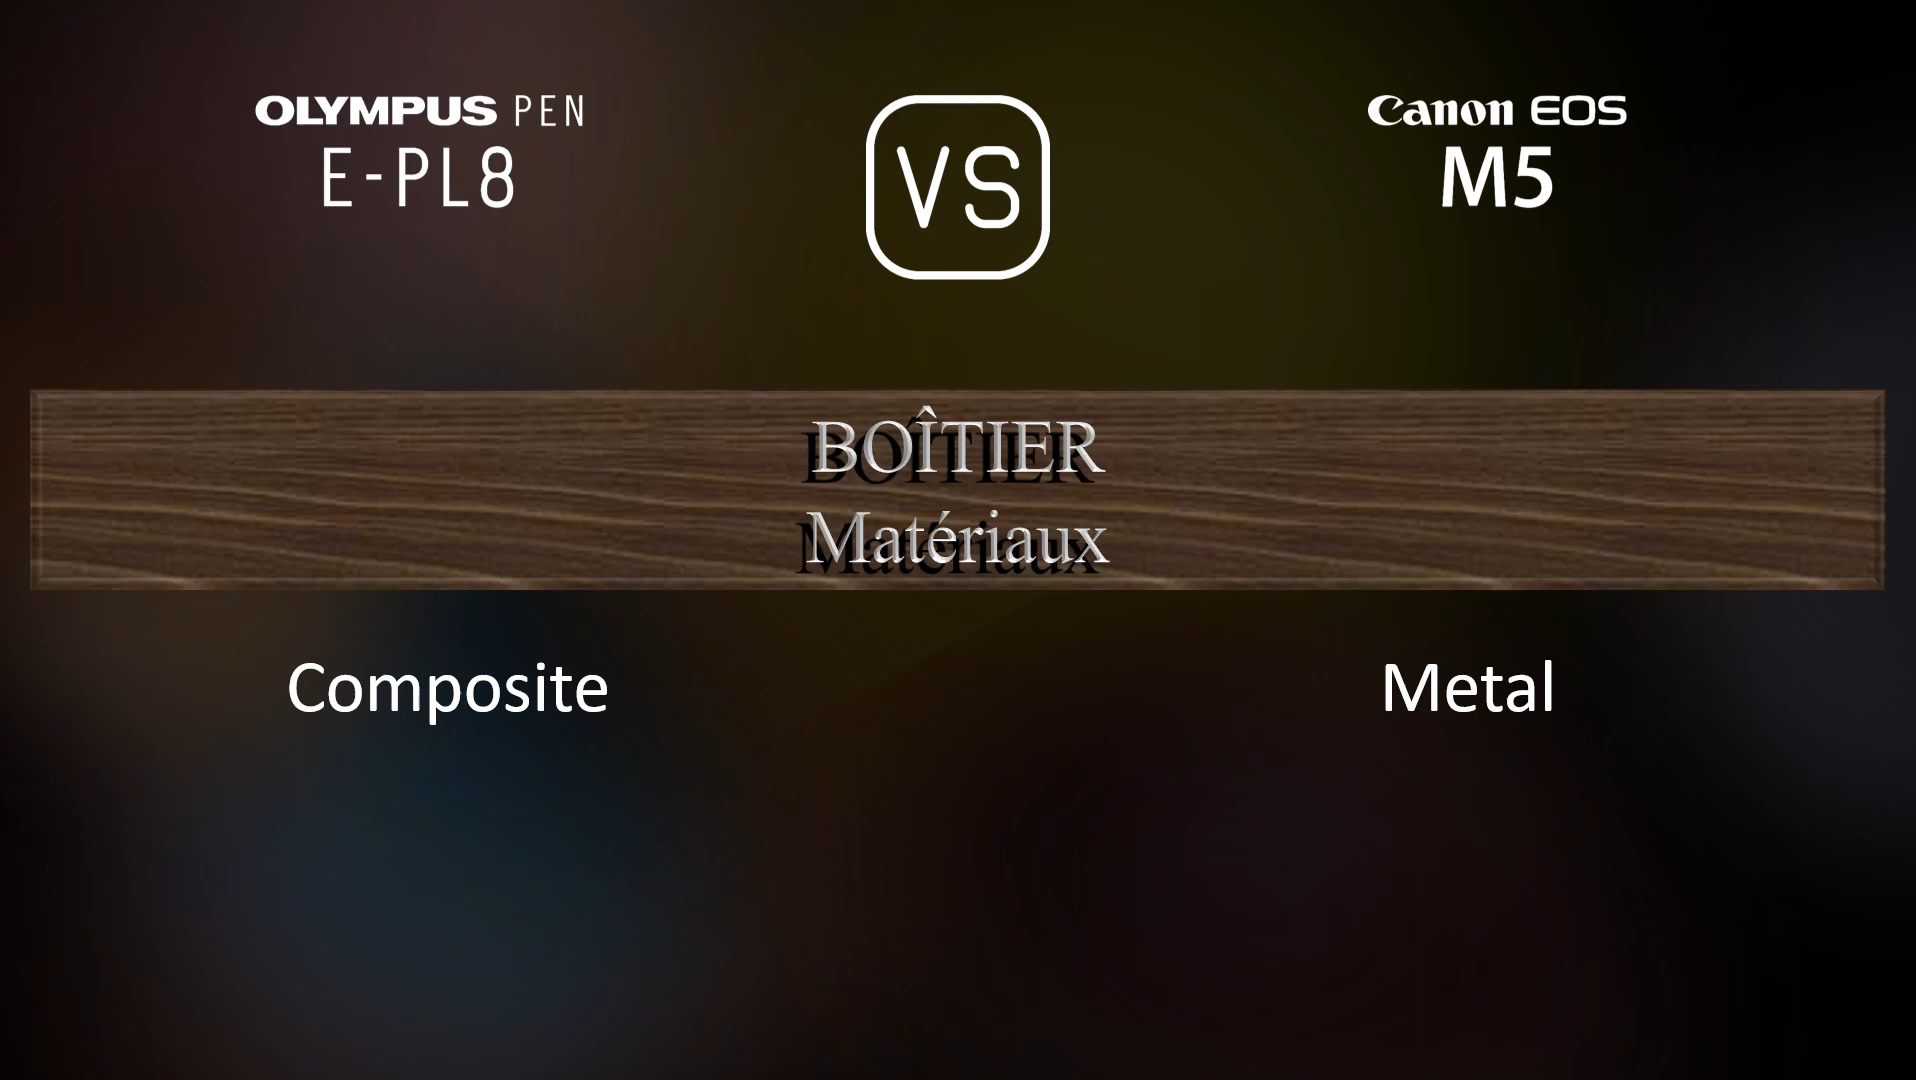 OLYMPUS PEN
E-PL8
VS
Canon EOS
M5
BOÎTIER
Matériaux
Composite
Metal